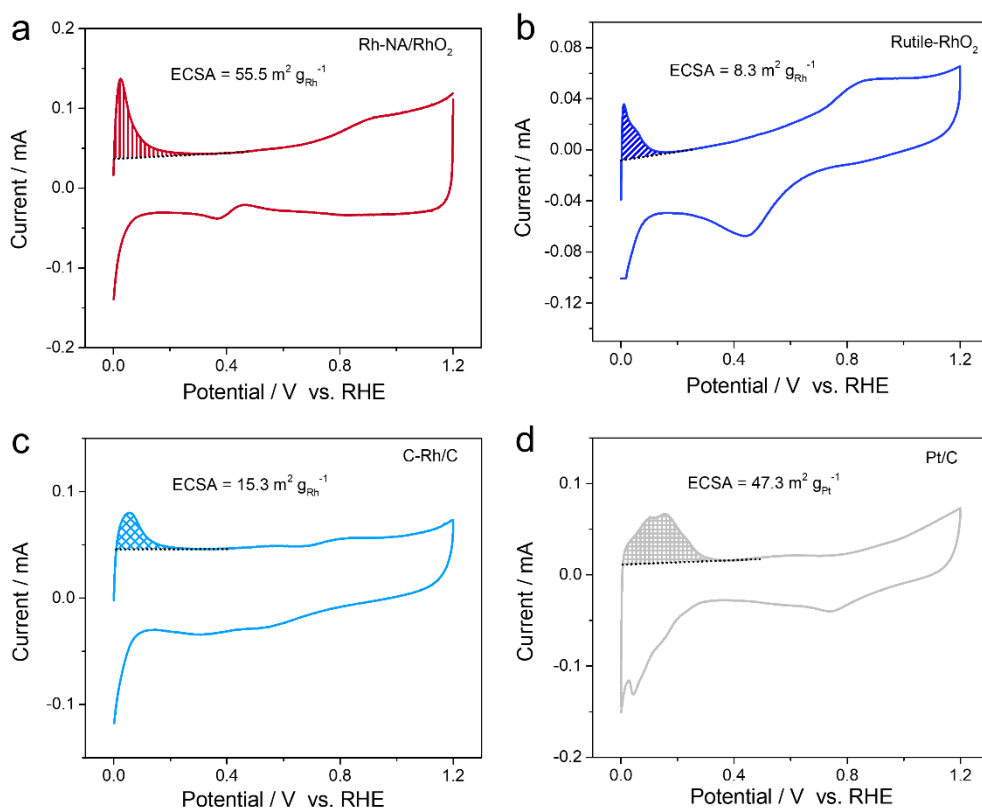 a
Rh-NA/RhO₂
ECSA = 55.5 m² g_Rh⁻¹
0.2
0.1
0.0
-0.1
-0.2
Current / mA
0.0 0.4 0.8 1.2
Potential / V vs. RHE
b
Rutile-RhO₂
ECSA = 8.3 m² g_Rh⁻¹
0.08
0.04
0.00
-0.04
-0.08
-0.12
Current / mA
0.0 0.4 0.8 1.2
Potential / V vs. RHE
c
C-Rh/C
ECSA = 15.3 m² g_Rh⁻¹
0.1
0.0
-0.1
Current / mA
0.0 0.4 0.8 1.2
Potential / V vs. RHE
d
Pt/C
ECSA = 47.3 m² g_Pt⁻¹
0.1
0.0
-0.1
-0.2
Current / mA
0.0 0.4 0.8 1.2
Potential / V vs. RHE